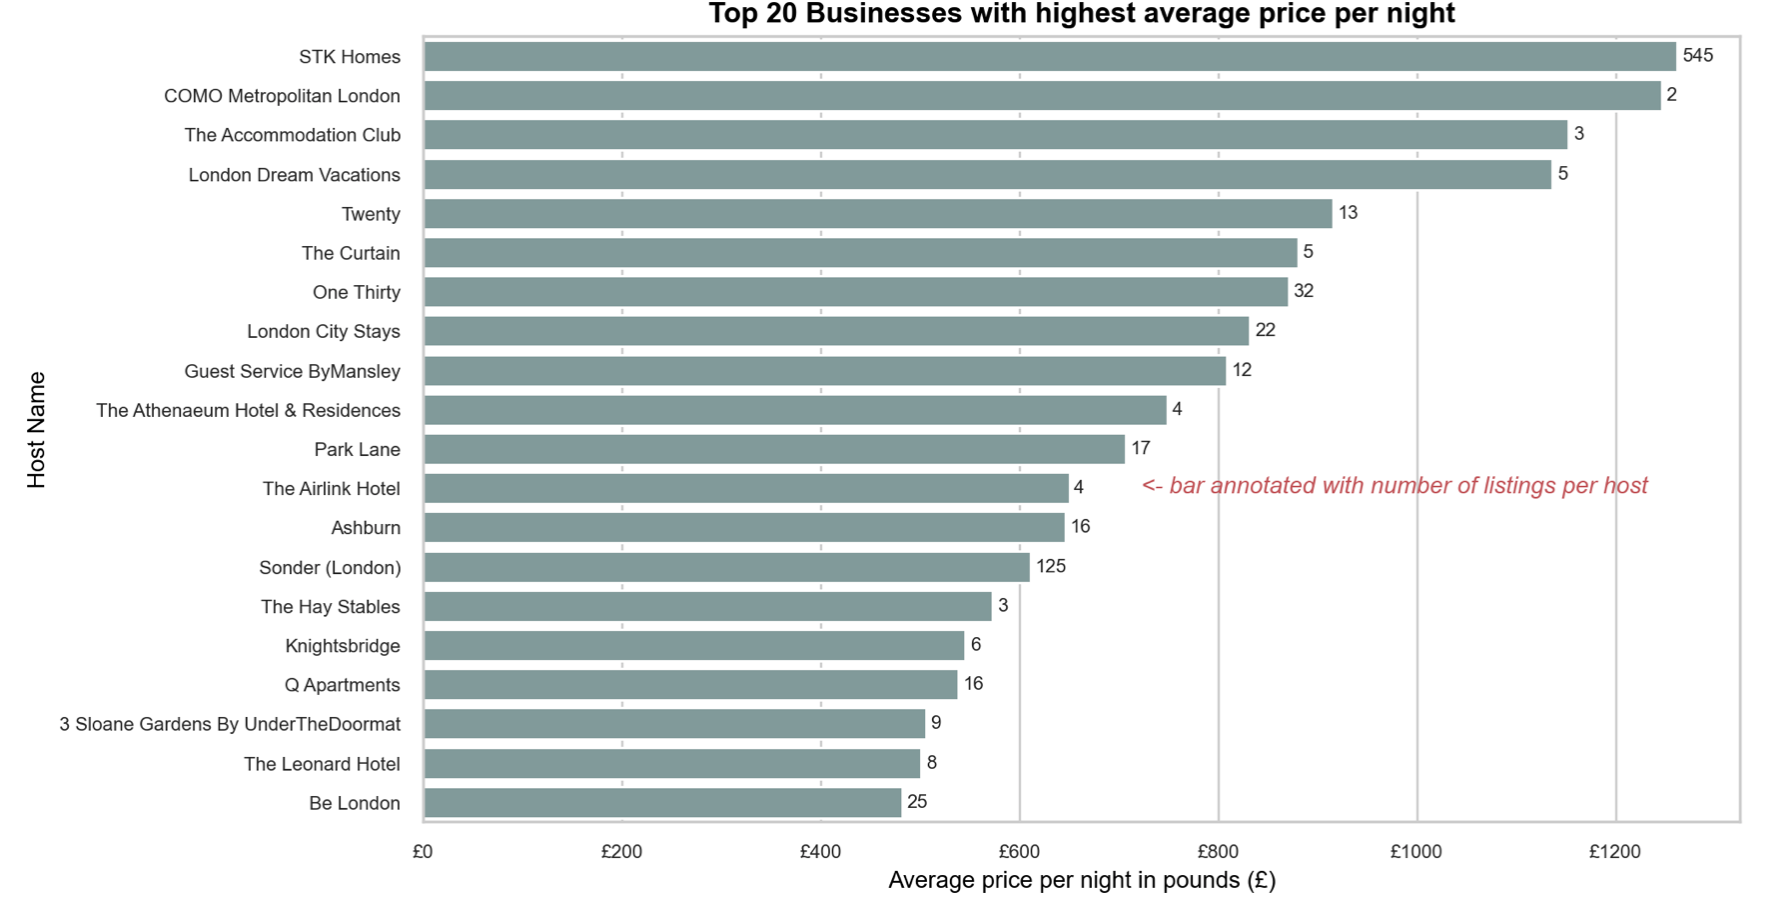 Top 20 Businesses with highest average price per night
STK Homes 545
COMO Metropolitan London 2
The Accommodation Club 3
London Dream Vacations 5
Twenty 13
The Curtain 5
One Thirty 32
London City Stays 22
Guest Service ByMansley 12
The Athenaeum Hotel & Residences 4
Park Lane 17
The Airlink Hotel 4 <- bar annotated with number of listings per host
Ashburn 16
Sonder (London) 125
The Hay Stables 3
Knightsbridge 6
Q Apartments 16
3 Sloane Gardens By UnderTheDoormat 9
The Leonard Hotel 8
Be London 25
Host Name
£0 £200 £400 £600 £800 £1000 £1200
Average price per night in pounds (£)